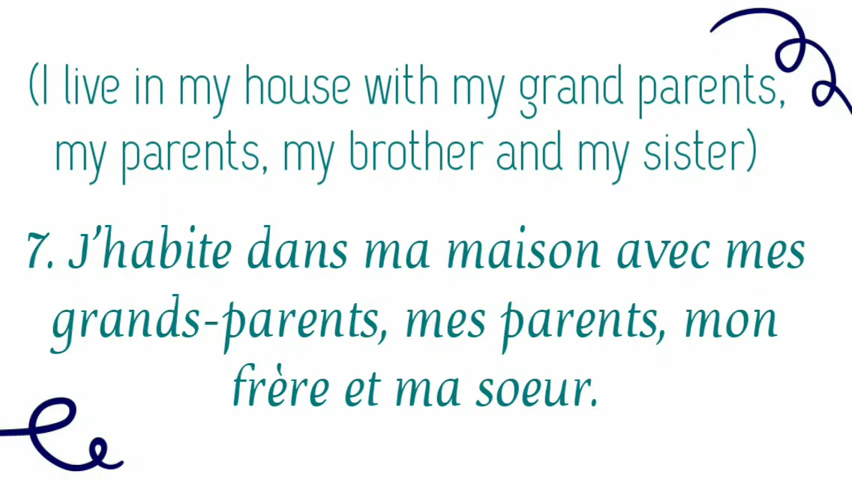 (I live in my house with my grand parents,
my parents, my brother and my sister)
7. J'habite dans ma maison avec mes
grands-parents, mes parents, mon
frère et ma soeur.